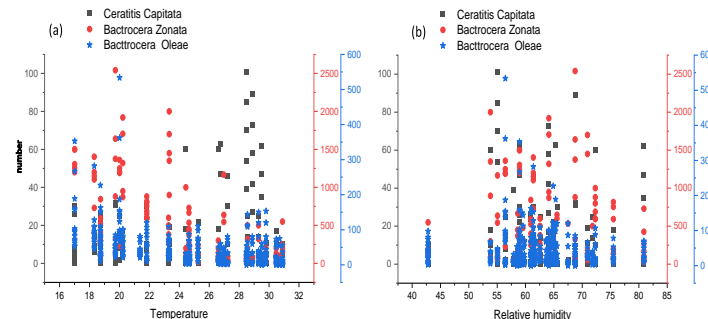 (a)
Ceratitis Capitata
Bactrocera Zonata
Bacttrocera Oleae
number
100
80
60
40
20
0
16 18 20 22 24 26 28 30 32
Temperature
2500
2000
1500
1000
500
0
600
500
400
300
200
100
0
(b)
Ceratitis Capitata
Bactrocera Zonata
Bacttrocera Oleae
100
80
60
40
20
0
40 45 50 55 60 65 70 75 80 85
Relative humidity
2500
2000
1500
1000
500
0
600